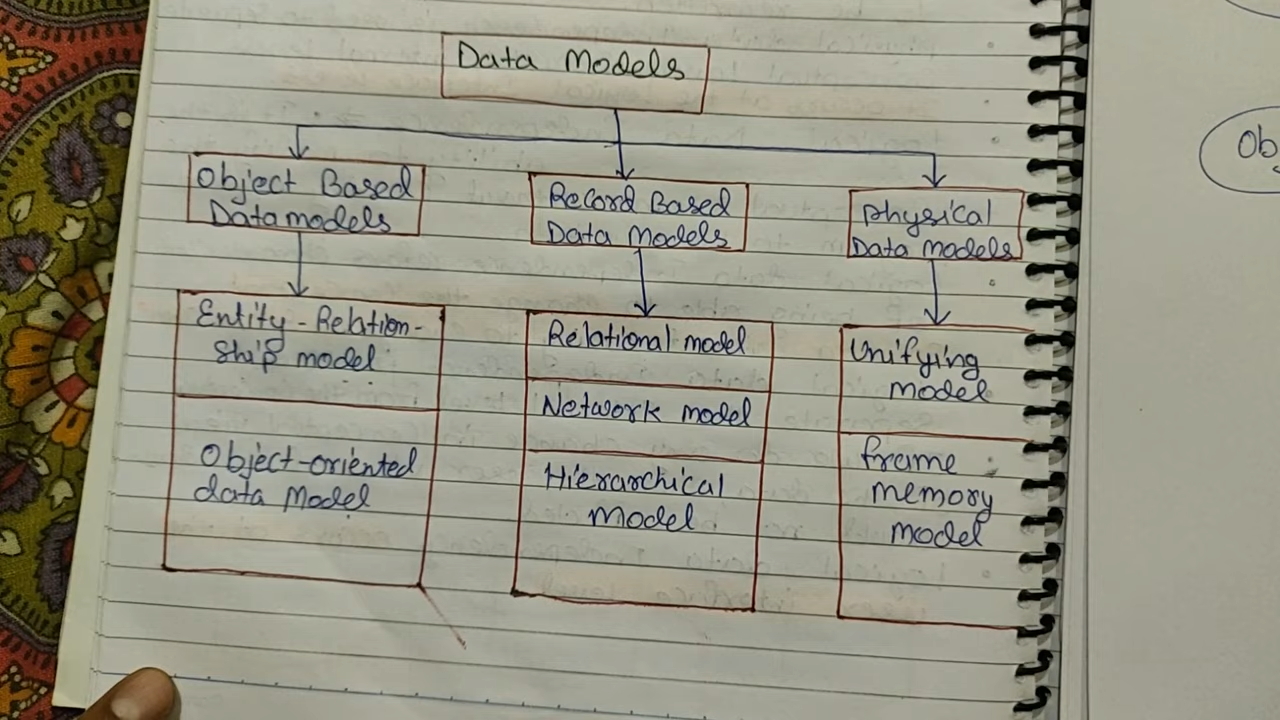 Data Models
Object Based
Datamodels
Record Based
Data Models
Physical
Data models
Entity-Relation-
Ship model
Object-oriented
data Model
Relational model
Network model
Hierarchical
Model
Unifying
model
frame
memory
model
Ob